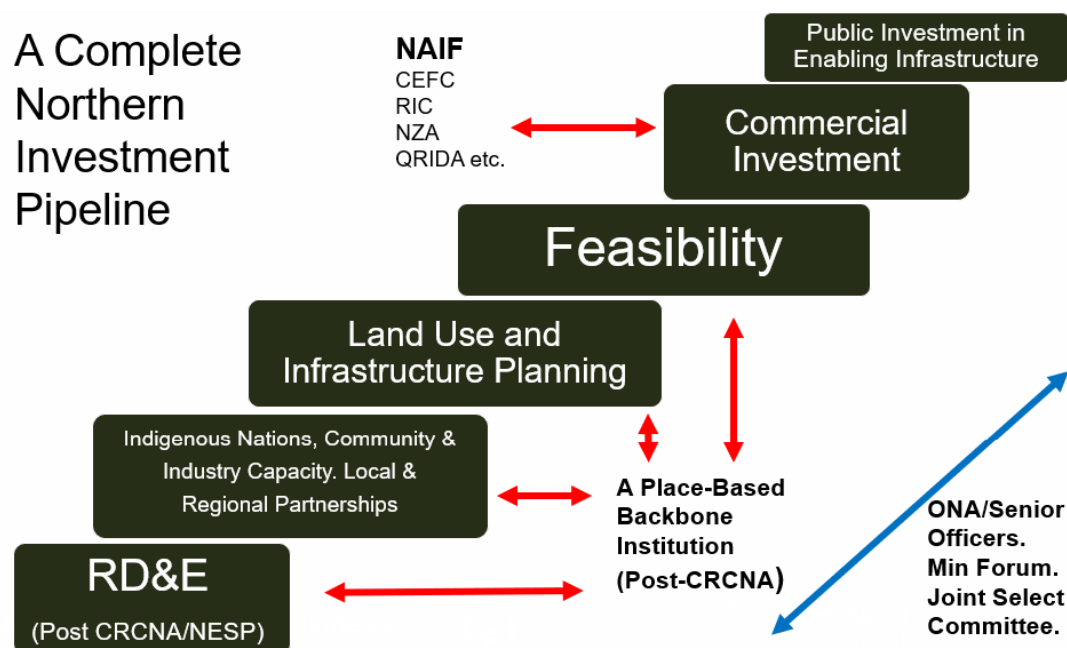 A Complete
Northern
Investment
Pipeline
NAIF
CEFC
RIC
NZA
QRIDA etc.
Public Investment in
Enabling Infrastructure
Commercial
Investment
Feasibility
Land Use and
Infrastructure Planning
Indigenous Nations, Community &
Industry Capacity. Local &
Regional Partnerships
RD&E
(Post CRCNA/NESP)
A Place-Based
Backbone
Institution
(Post-CRCNA)
ONA/Senior
Officers.
Min Forum.
Joint Select
Committee.